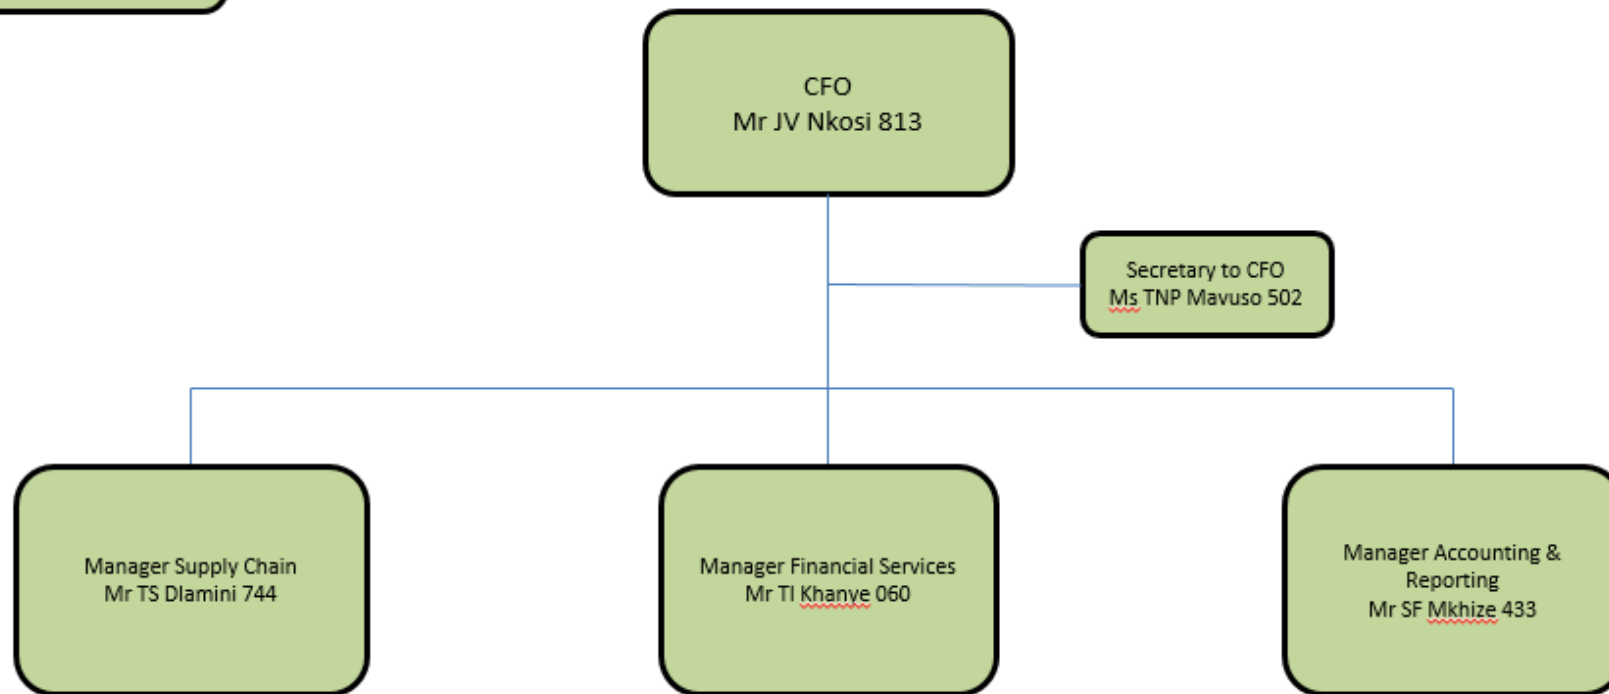 CFO
Mr JV Nkosi 813
Secretary to CFO
Ms TNP Mavuso 502
Manager Supply Chain
Mr TS Dlamini 744
Manager Financial Services
Mr TI Khanye 060
Manager Accounting &
Reporting
Mr SF Mkhize 433